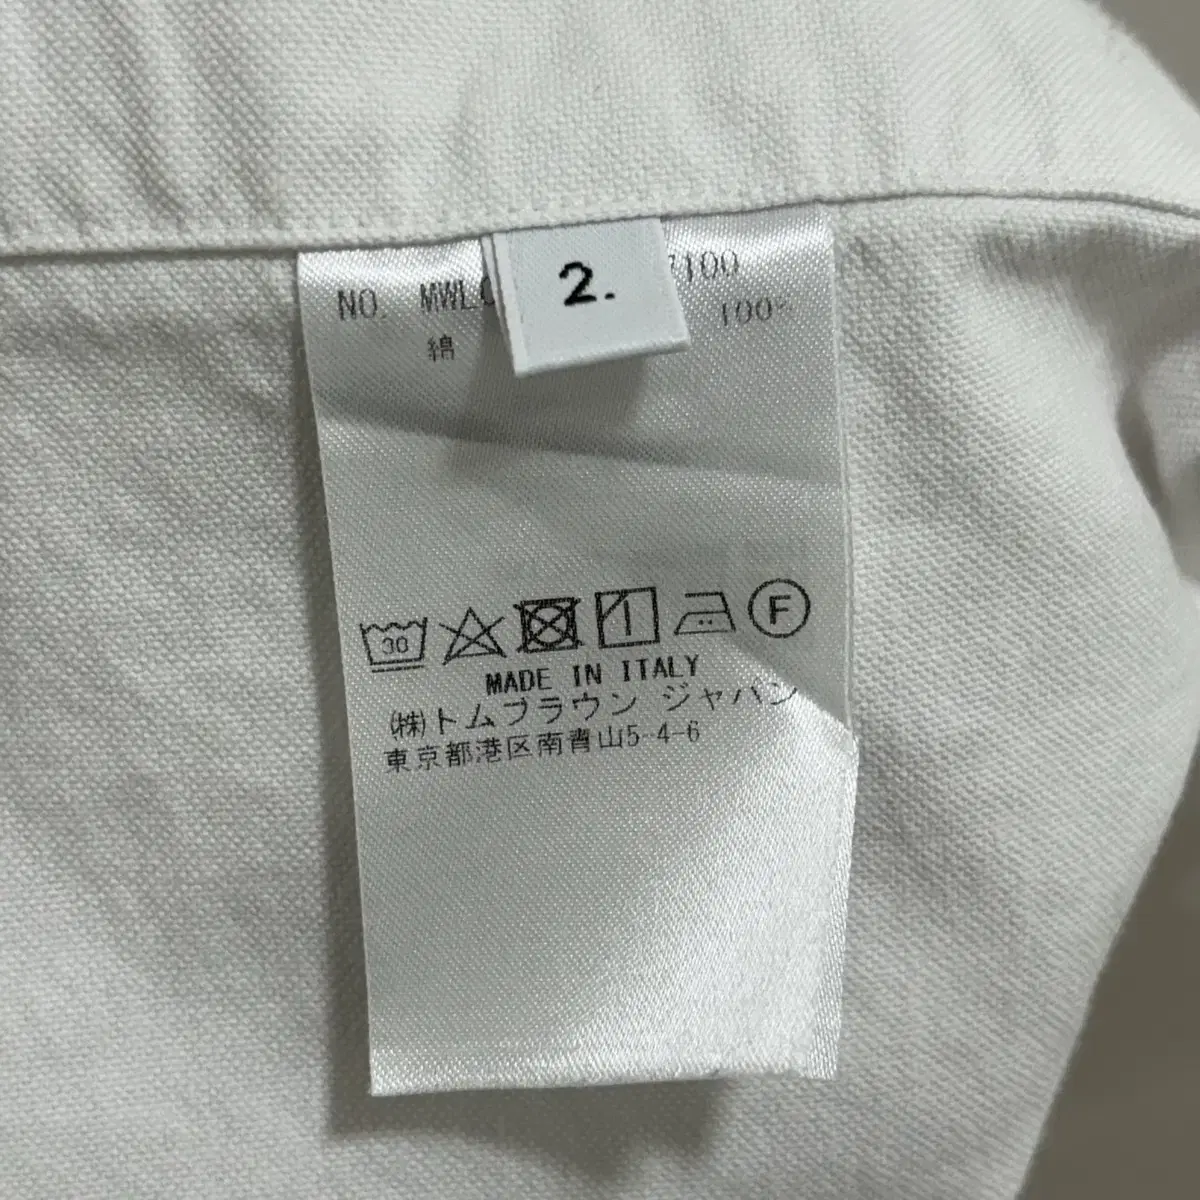 NO. MWLC 7100
2.
綿 100%
30 F
MADE IN ITALY
(株)トムブラウン ジャパン
東京都港区南青山5-4-6